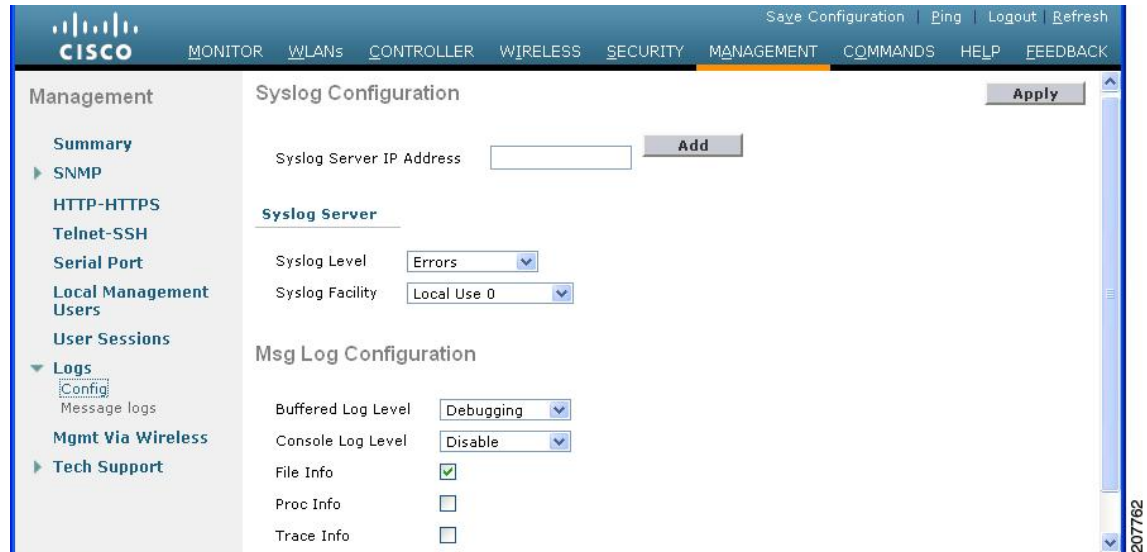 Save Configuration | Ping | Logout | Refresh
CISCO
MONITOR WLANs CONTROLLER WIRELESS SECURITY MANAGEMENT COMMANDS HELP FEEDBACK
Management
Summary
SNMP
HTTP-HTTPS
Telnet-SSH
Serial Port
Local Management
Users
User Sessions
Logs
Config
Message logs
Mgmt Via Wireless
Tech Support
Syslog Configuration
Apply
Syslog Server IP Address
Add
Syslog Server
Syslog Level Errors
Syslog Facility Local Use 0
Msg Log Configuration
Buffered Log Level Debugging
Console Log Level Disable
File Info
Proc Info
Trace Info
207762